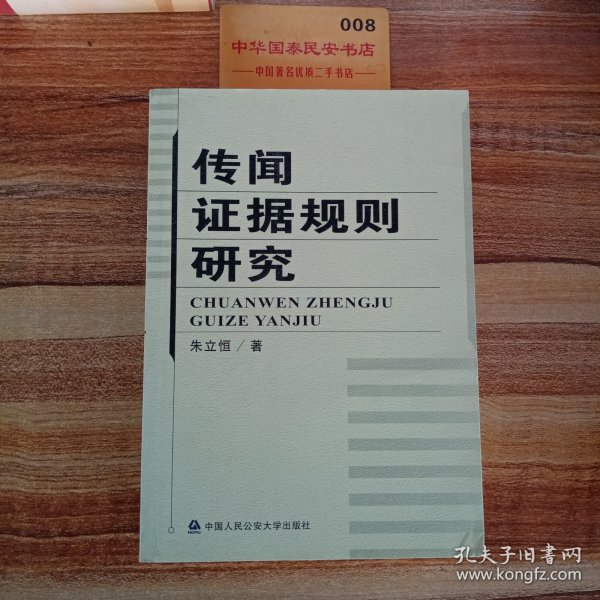 008
中华国泰民安书店
中国著名优质二手书店
传闻
证据规则
研究
CHUANWEN ZHENGJU
GUIZE YANJIU
朱立恒／著
中国人民公安大学出版社
孔夫子旧书网
www.kongfz.com